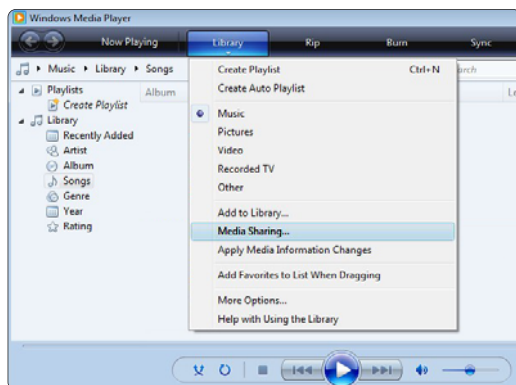 Windows Media Player
Now Playing
Library
Rip
Burn
Sync
Music
Library
Songs
Playlists
Create Playlist
Library
Recently Added
Artist
Album
Songs
Genre
Year
Rating
Album
Create Playlist Ctrl+N
Create Auto Playlist
Music
Pictures
Video
Recorded TV
Other
Add to Library...
Media Sharing...
Apply Media Information Changes
Add Favorites to List When Dragging
More Options...
Help with Using the Library